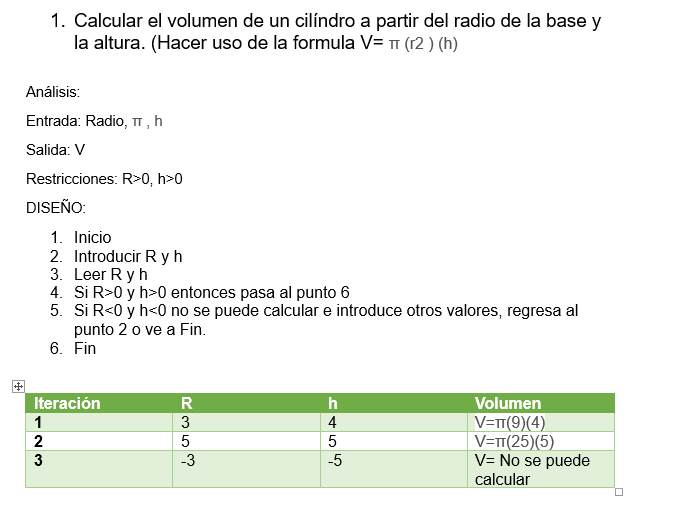 1. Calcular el volumen de un cilíndro a partir del radio de la base y
la altura. (Hacer uso de la formula V= π (r2 ) (h)
Análisis:
Entrada: Radio, π , h
Salida: V
Restricciones: R>0, h>0
DISEÑO:
1. Inicio
2. Introducir R y h
3. Leer R y h
4. Si R>0 y h>0 entonces pasa al punto 6
5. Si R<0 y h<0 no se puede calcular e introduce otros valores, regresa al
punto 2 o ve a Fin.
6. Fin
Iteración R h Volumen
1 3 4 V=π(9)(4)
2 5 5 V=π(25)(5)
3 -3 -5 V= No se puede
calcular